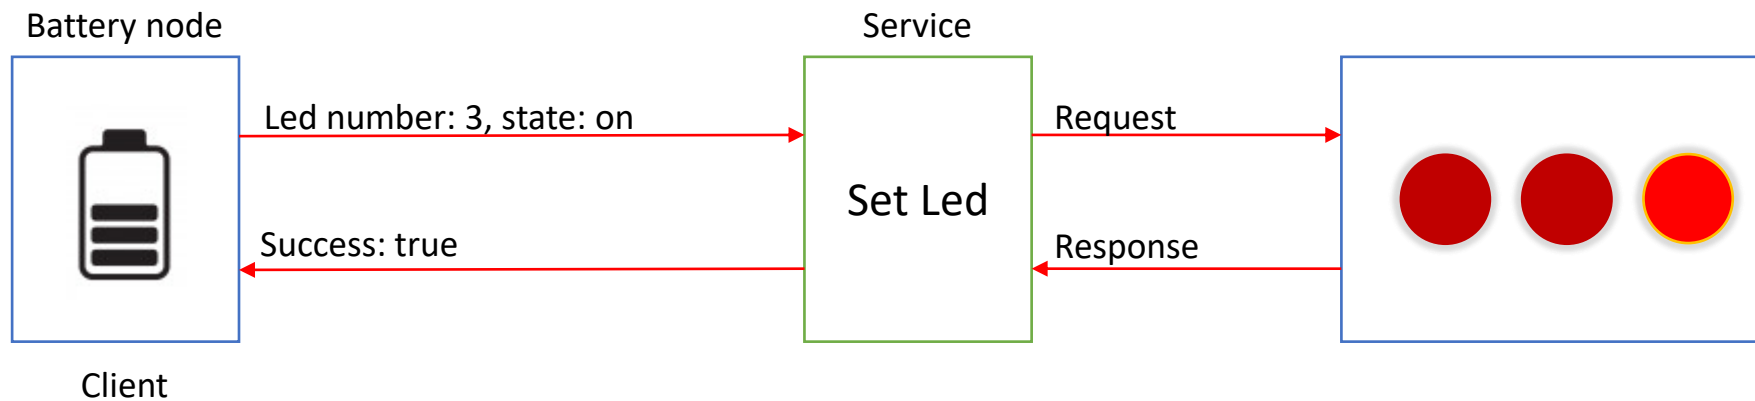 Battery node
Service
Led number: 3, state: on
Request
Set Led
Success: true
Response
Client